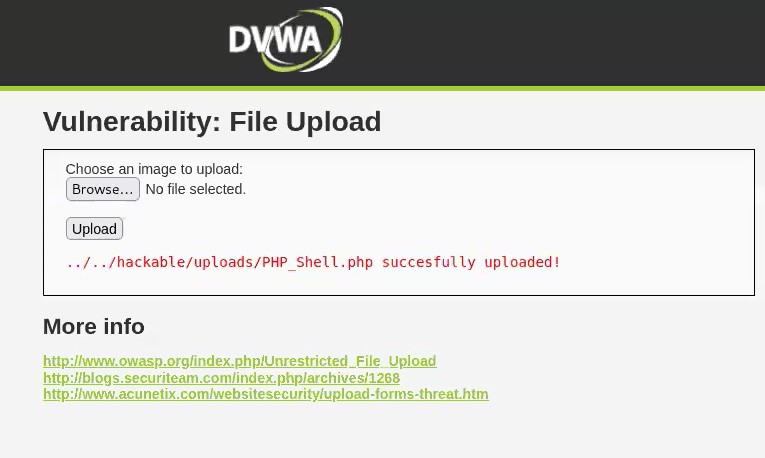 DVWA
Vulnerability: File Upload
Choose an image to upload:
Browse... No file selected.
Upload
../../hackable/uploads/PHP_Shell.php succesfully uploaded!
More info
http://www.owasp.org/index.php/Unrestricted_File_Upload
http://blogs.securiteam.com/index.php/archives/1268
http://www.acunetix.com/websitesecurity/upload-forms-threat.htm